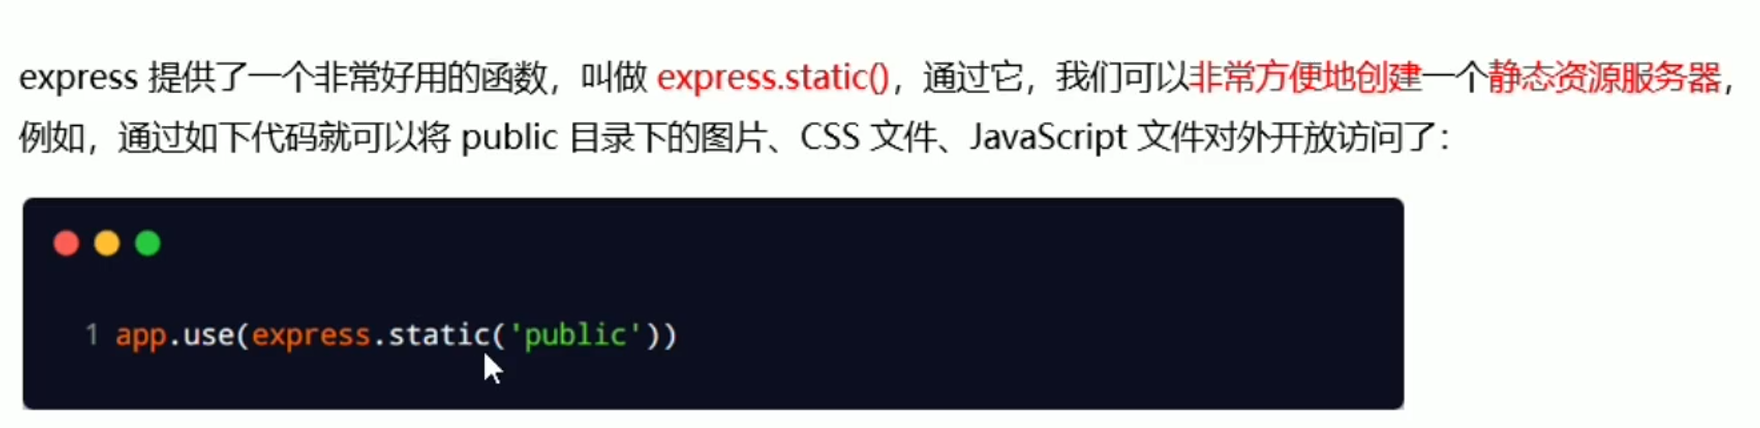 express 提供了一个非常好用的函数，叫做 express.static()，通过它，我们可以非常方便地创建一个静态资源服务器，
例如，通过如下代码就可以将 public 目录下的图片、CSS 文件、JavaScript 文件对外开放访问了：
1 app.use(express.static('public'))